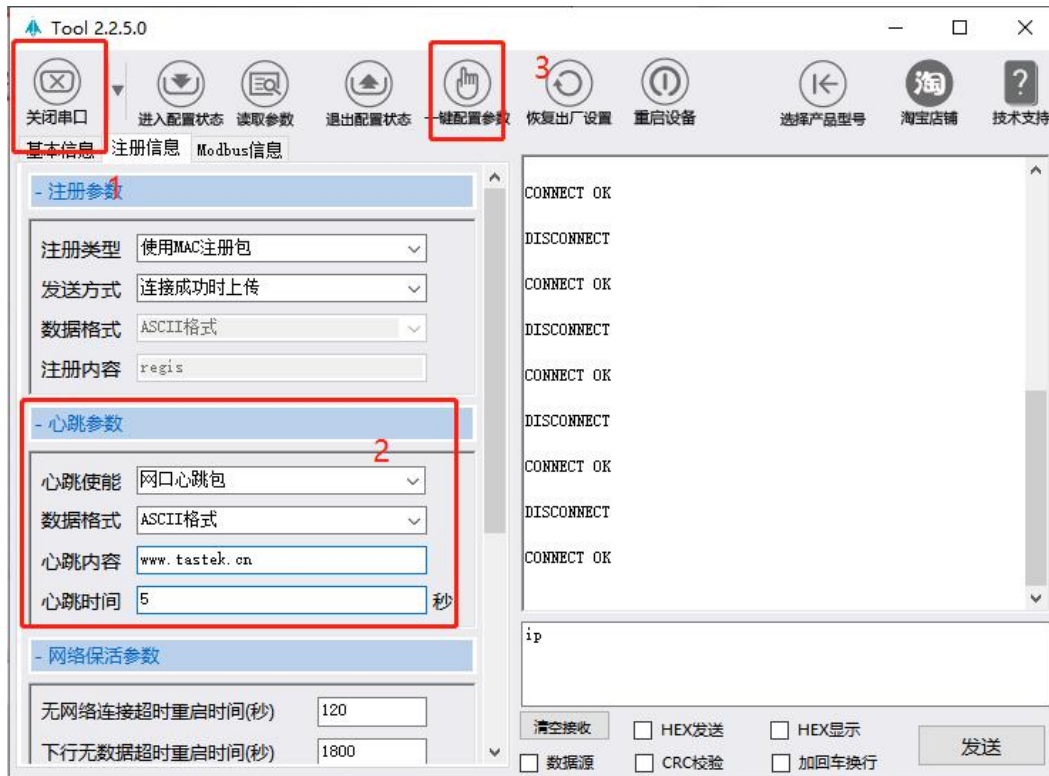 Tool 2.2.5.0
关闭串口 进入配置状态 读取参数 退出配置状态 一键配置参数 3 恢复出厂设置 重启设备 选择产品型号 淘 淘宝店铺 ? 技术支持
基本信息 注册信息 Modbus信息
- 注册参数 1
注册类型 使用MAC注册包
发送方式 连接成功时上传
数据格式 ASCII格式
注册内容 regis
- 心跳参数 2
心跳使能 网口心跳包
数据格式 ASCII格式
心跳内容 www.tastek.cn
心跳时间 5 秒
- 网络保活参数
无网络连接超时重启时间(秒) 120
下行无数据超时重启时间(秒) 1800
CONNECT OK
DISCONNECT
CONNECT OK
DISCONNECT
CONNECT OK
DISCONNECT
CONNECT OK
DISCONNECT
CONNECT OK
ip
清空接收 HEX发送 HEX显示
数据源 CRC校验 加回车换行
发送